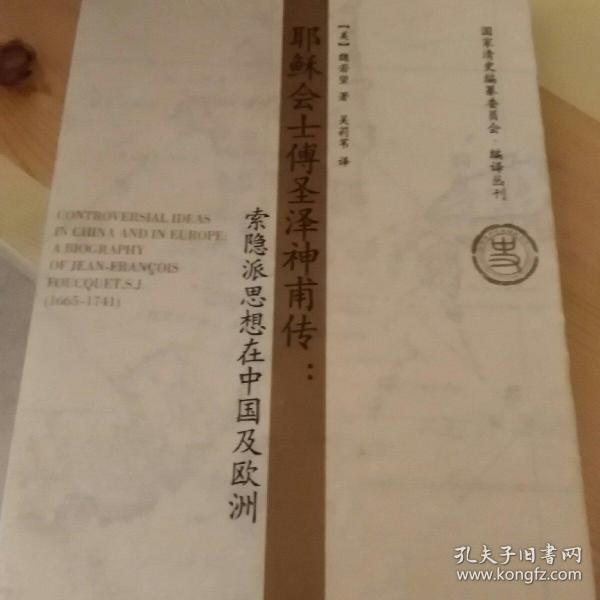 国家清史编纂委员会·编译丛刊
[美] 魏若望 著 吴莉苇 译
耶稣会士傅圣泽神甫传：
索隐派思想在中国及欧洲
CONTROVERSIAL IDEAS
IN CHINA AND IN EUROPE:
A BIOGRAPHY
OF JEAN-FRANÇOIS
FOUCQUET,S.J.
(1665-1741)
孔夫子旧书网
www.kongfz.com